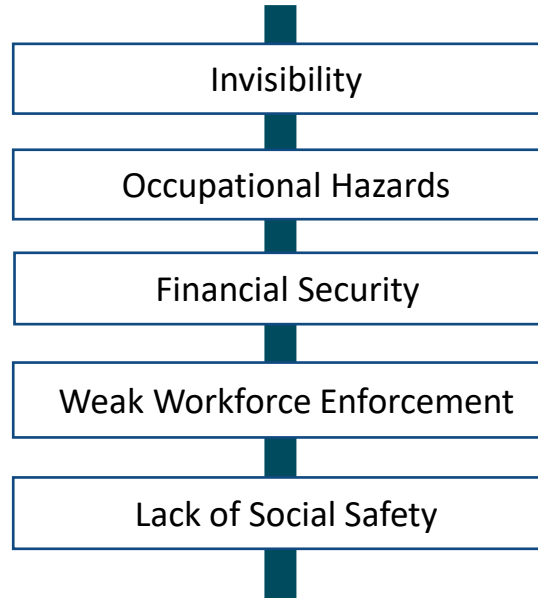 Invisibility
Occupational Hazards
Financial Security
Weak Workforce Enforcement
Lack of Social Safety